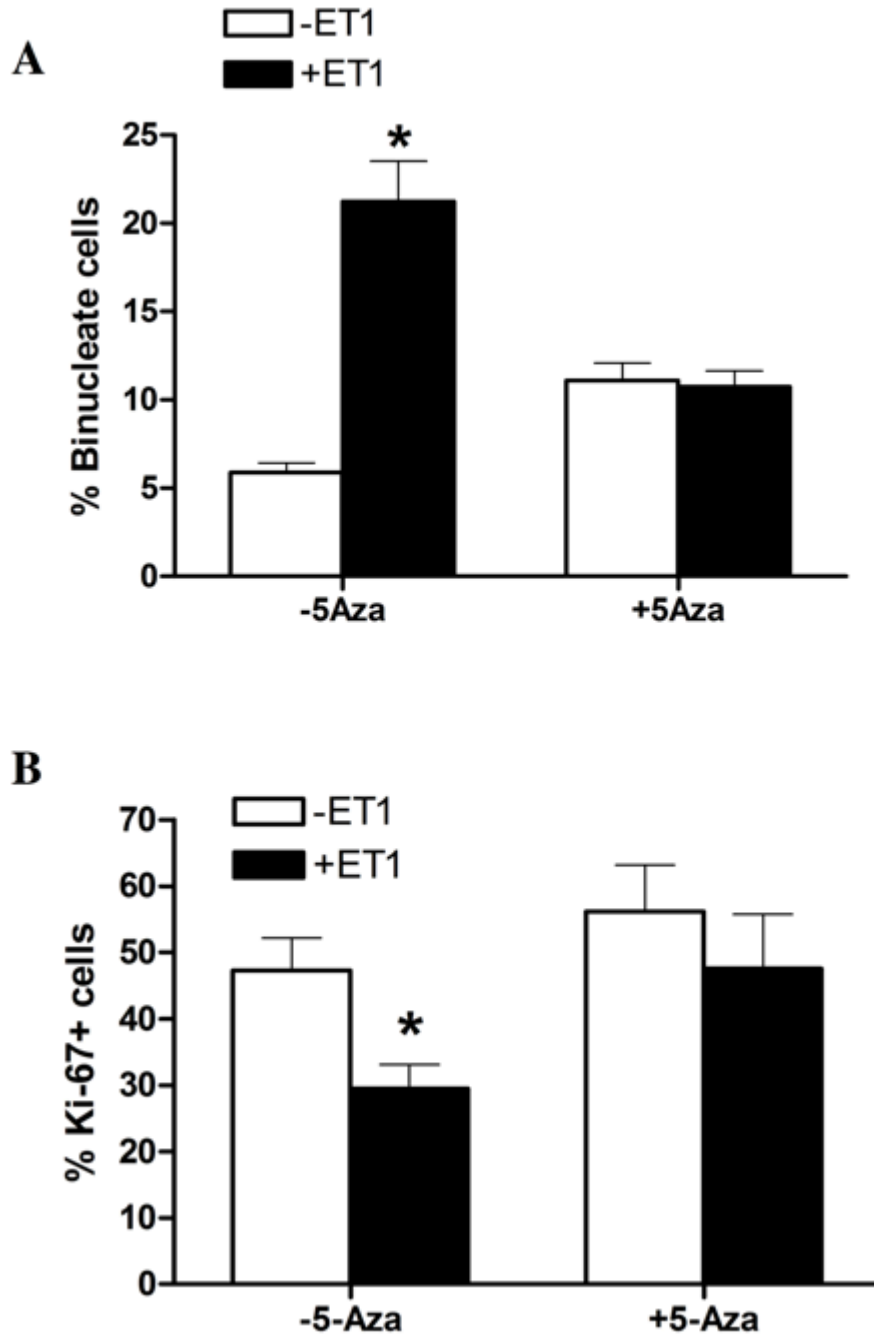 A
-ET1
+ET1
*
% Binucleate cells
25
20
15
10
5
0
-5Aza
+5Aza
B
-ET1
+ET1
*
% Ki-67+ cells
70
60
50
40
30
20
10
0
-5-Aza
+5-Aza